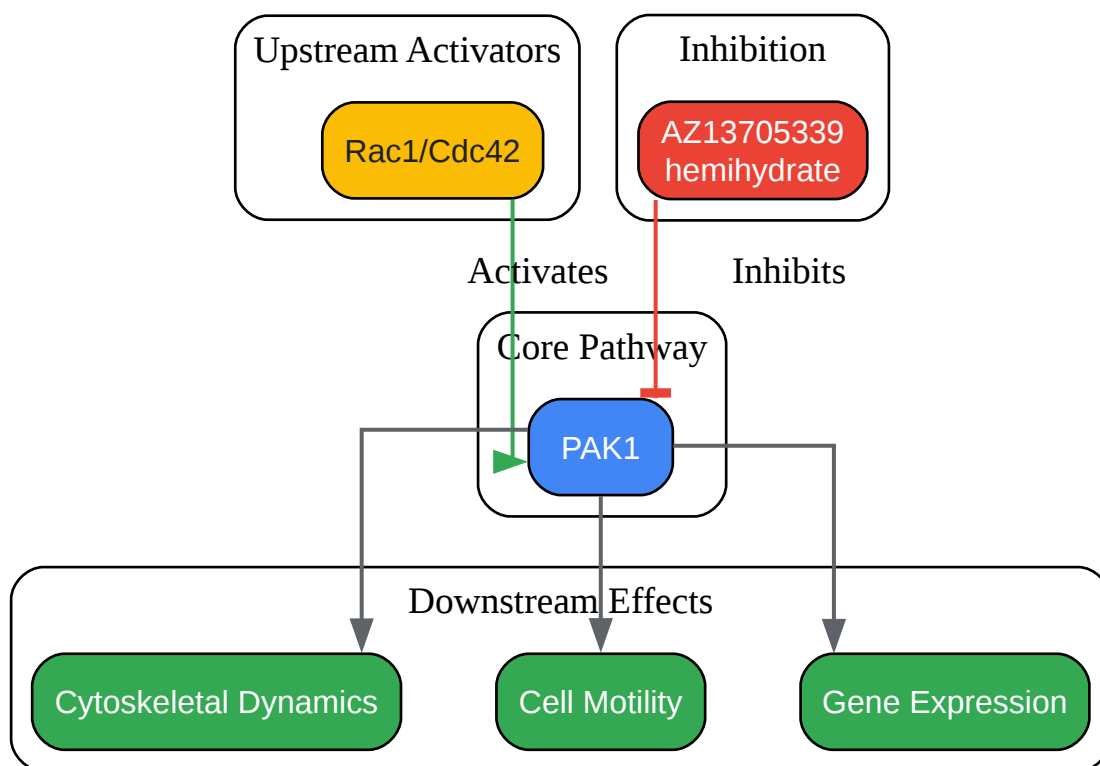 Upstream Activators
Inhibition
Rac1/Cdc42
AZ13705339
hemihydrate
Activates
Inhibits
Core Pathway
PAK1
Downstream Effects
Cytoskeletal Dynamics
Cell Motility
Gene Expression